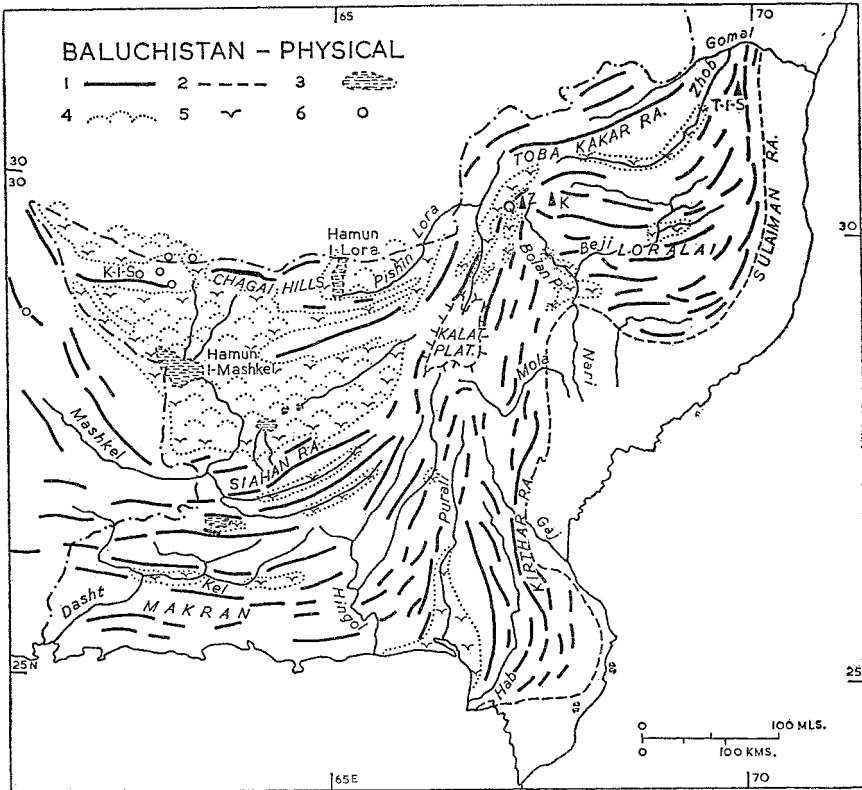 65
70
BALUCHISTAN – PHYSICAL
1 2 3
4 5 6
Gomal
Zhob
T-I-S
TOBA KAKAR RA.
SULAIMAN RA.
30
30
Q Z K
Lora
Hamun
I-Lora
Pishin
30
Bolan P.
Beji
LORALAI
K-I-S
CHAGAI HILLS
KALAT
PLAT.
Hamun
I-Mashkel
Mola
Nari
Mashkel
SIAHAN RA.
Purali
KIRTHAR RA.
Gaj
Kel
Dasht
MAKRAN
Hingol
25N
25
Hab
0 100 MLS.
0 100 KMS.
65E
70